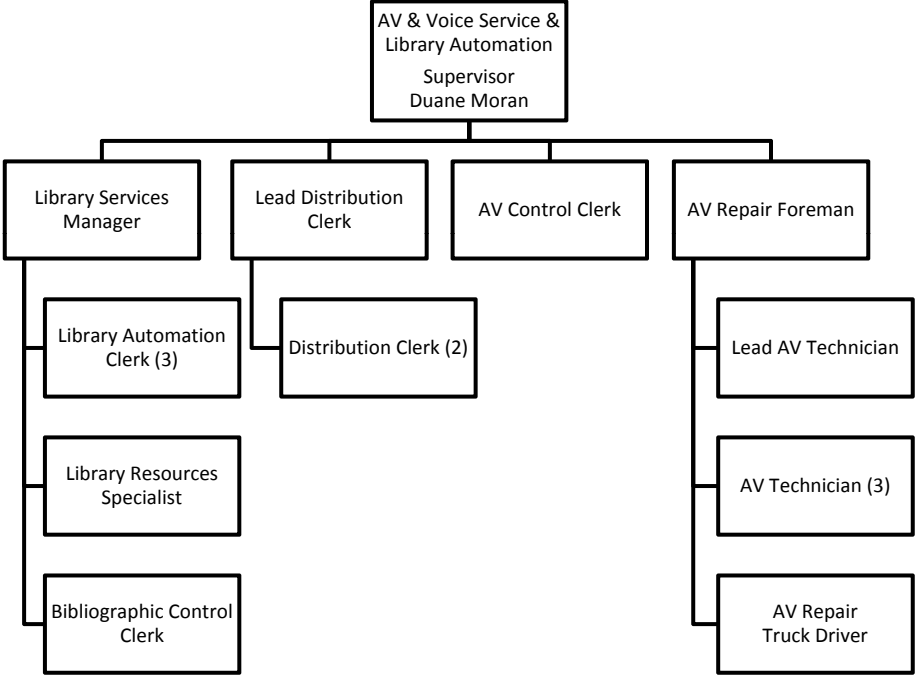 AV & Voice Service &
Library Automation
Supervisor
Duane Moran
Library Services
Manager
Lead Distribution
Clerk
AV Control Clerk
AV Repair Foreman
Library Automation
Clerk (3)
Distribution Clerk (2)
Lead AV Technician
Library Resources
Specialist
AV Technician (3)
Bibliographic Control
Clerk
AV Repair
Truck Driver